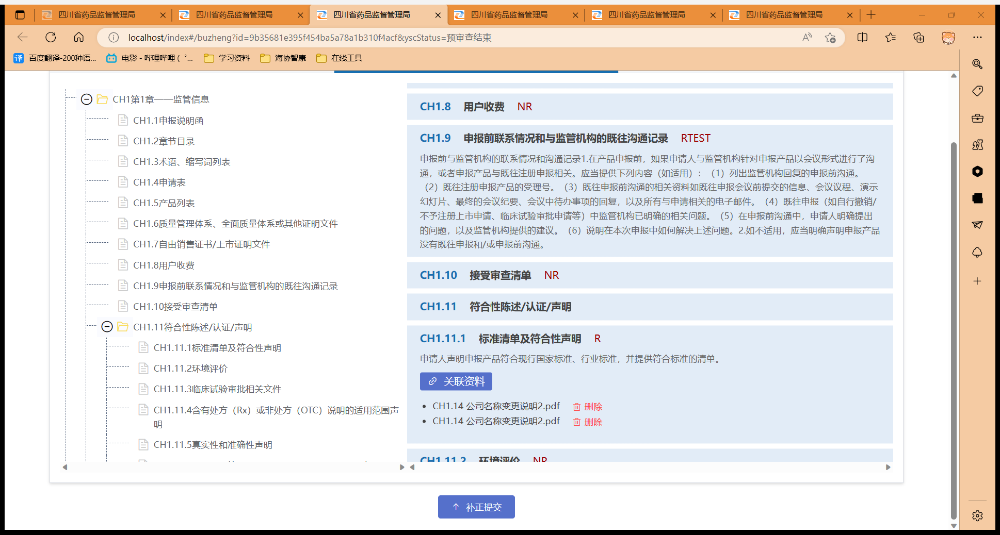 四川省药品监督管理局
四川省药品监督管理局
四川省药品监督管理局
四川省药品监督管理局
四川省药品监督管理局
四川省药品监督管理局
localhost/index#/buzheng?id=9b35681e395f454ba5a78a1b310f4acf&yscStatus=预审查结束
译 百度翻译-200种语...
电影 - 哔哩哔哩 ( ゜...
学习资料
海协智康
在线工具
CH1第1章——监管信息
CH1.1申报说明函
CH1.2章节目录
CH1.3术语、缩写词列表
CH1.4申请表
CH1.5产品列表
CH1.6质量管理体系、全面质量体系或其他证明文件
CH1.7自由销售证书/上市证明文件
CH1.8用户收费
CH1.9申报前联系情况和与监管机构的既往沟通记录
CH1.10接受审查清单
CH1.11符合性陈述/认证/声明
CH1.11.1标准清单及符合性声明
CH1.11.2环境评价
CH1.11.3临床试验审批相关文件
CH1.11.4含有处方（Rx）或非处方（OTC）说明的适用范围声
明
CH1.11.5真实性和准确性声明
CH1.8 用户收费 NR
CH1.9 申报前联系情况和与监管机构的既往沟通记录 RTEST
申报前与监管机构的联系情况和沟通记录1.在产品申报前，如果申请人与监管机构针对申报产品以会议形式进行了沟
通，或者申报产品与既往注册申报相关。应当提供下列内容（如适用）：（1）列出监管机构回复的申报前沟通。
（2）既往注册申报产品的受理号。（3）既往申报前沟通的相关资料如既往申报会议前提交的信息、会议议程、演示
幻灯片、最终的会议纪要、会议中待办事项的回复，以及所有与申请相关的电子邮件。（4）既往申报（如自行撤销/
不予注册上市申请、临床试验审批申请等）中监管机构已明确的相关问题。（5）在申报前沟通中，申请人明确提出
的问题，以及监管机构提供的建议。（6）说明在本次申报中如何解决上述问题。2.如不适用，应当明确声明申报产品
没有既往申报和/或申报前沟通。
CH1.10 接受审查清单 NR
CH1.11 符合性陈述/认证/声明
CH1.11.1 标准清单及符合性声明 R
申请人声明申报产品符合现行国家标准、行业标准，并提供符合标准的清单。
关联资料
CH1.14 公司名称变更说明2.pdf 删除
CH1.14 公司名称变更说明2.pdf 删除
CH1.11.2 环境评价 NR
补正提交